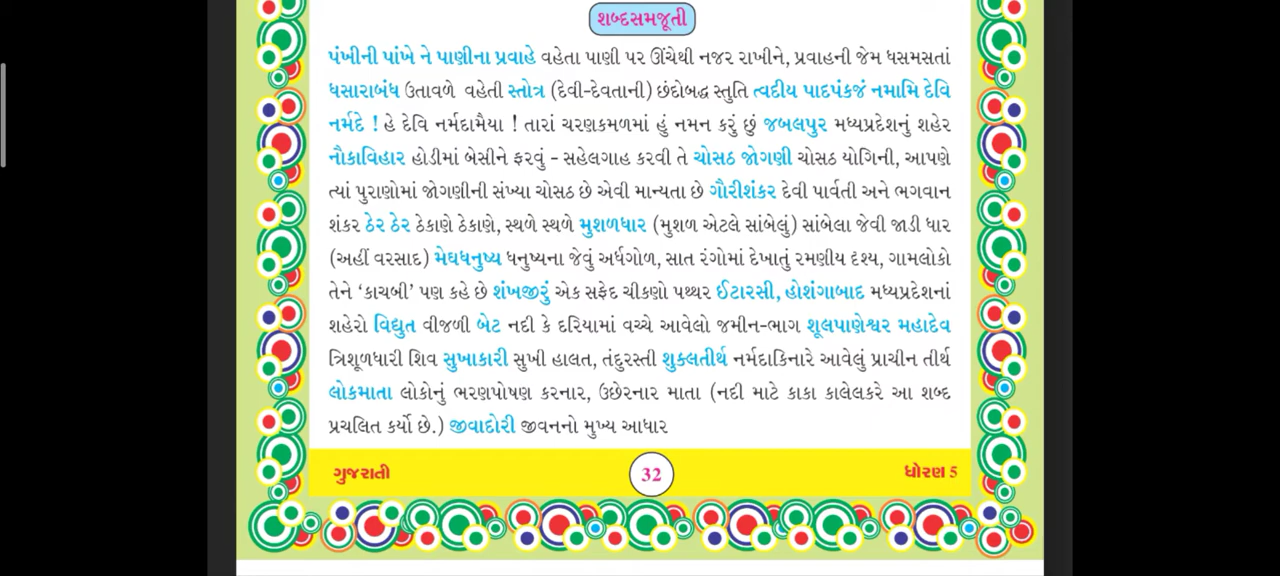 શબ્દસમજૂતી
પંખીની પાંખે ને પાણીના પ્રવાહે વહેતા પાણી પર ઊંચેથી નજર રાખીને, પ્રવાહની જેમ ધસમસતાં
ધસારાબંધ ઉતાવળે વહેતી સ્તોત્ર (દેવી-દેવતાની) છંદોબદ્ધ સ્તુતિ ત્વદીય પાદપંકજં નમામિ દેવિ
નર્મદે ! હે દેવિ નર્મદામૈયા ! તારાં ચરણકમળમાં હું નમન કરું છું જબલપુર મધ્યપ્રદેશનું શહેર
નૌકાવિહાર હોડીમાં બેસીને ફરવું - સહેલગાહ કરવી તે ચોસઠ જોગણી ચોસઠ યોગિની, આપણે
ત્યાં પુરાણોમાં જોગણીની સંખ્યા ચોસઠ છે એવી માન્યતા છે ગૌરીશંકર દેવી પાર્વતી અને ભગવાન
શંકર ઠેર ઠેર ઠેકાણે ઠેકાણે, સ્થળે સ્થળે મુશળધાર (મુશળ એટલે સાંબેલું) સાંબેલા જેવી જાડી ધાર
(અહીં વરસાદ) મેઘધનુષ્ય ધનુષ્યના જેવું અર્ધગોળ, સાત રંગોમાં દેખાતું રમણીય દૃશ્ય, ગામલોકો
તેને ‘કાચબી’ પણ કહે છે શંખજીરું એક સફેદ ચીકણો પથ્થર ઈટારસી, હોશંગાબાદ મધ્યપ્રદેશનાં
શહેરો વિદ્યુત વીજળી બેટ નદી કે દરિયામાં વચ્ચે આવેલો જમીન-ભાગ શૂલપાણેશ્વર મહાદેવ
ત્રિશૂળધારી શિવ સુખાકારી સુખી હાલત, તંદુરસ્તી શુક્લતીર્થ નર્મદાકિનારે આવેલું પ્રાચીન તીર્થ
લોકમાતા લોકોનું ભરણપોષણ કરનાર, ઉછેરનાર માતા (નદી માટે કાકા કાલેલકરે આ શબ્દ
પ્રચલિત કર્યો છે.) જીવાદોરી જીવનનો મુખ્ય આધાર
ગુજરાતી 32 ધોરણ 5